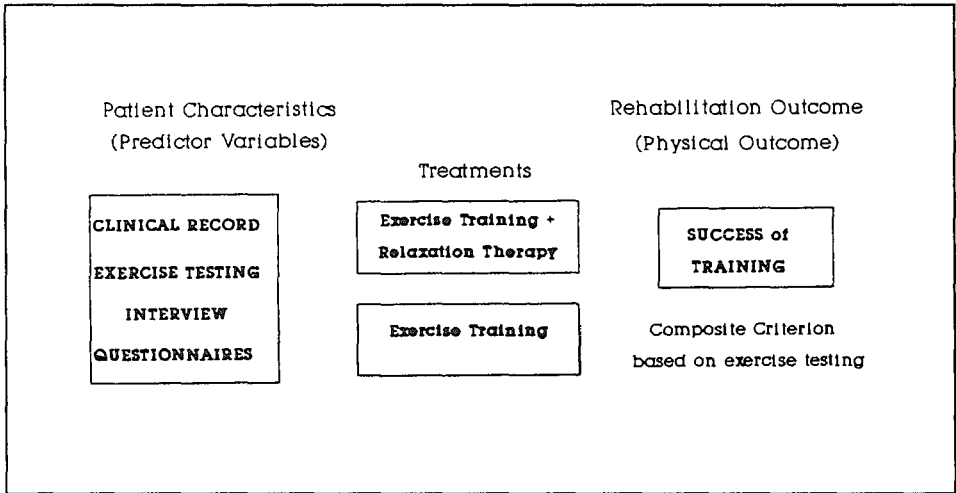 Patient Characteristics
(Predictor Variables)
CLINICAL RECORD
EXERCISE TESTING
INTERVIEW
QUESTIONNAIRES
Treatments
Exercise Training +
Relaxation Therapy
Exercise Training
Rehabilitation Outcome
(Physical Outcome)
SUCCESS of
TRAINING
Composite Criterion
based on exercise testing